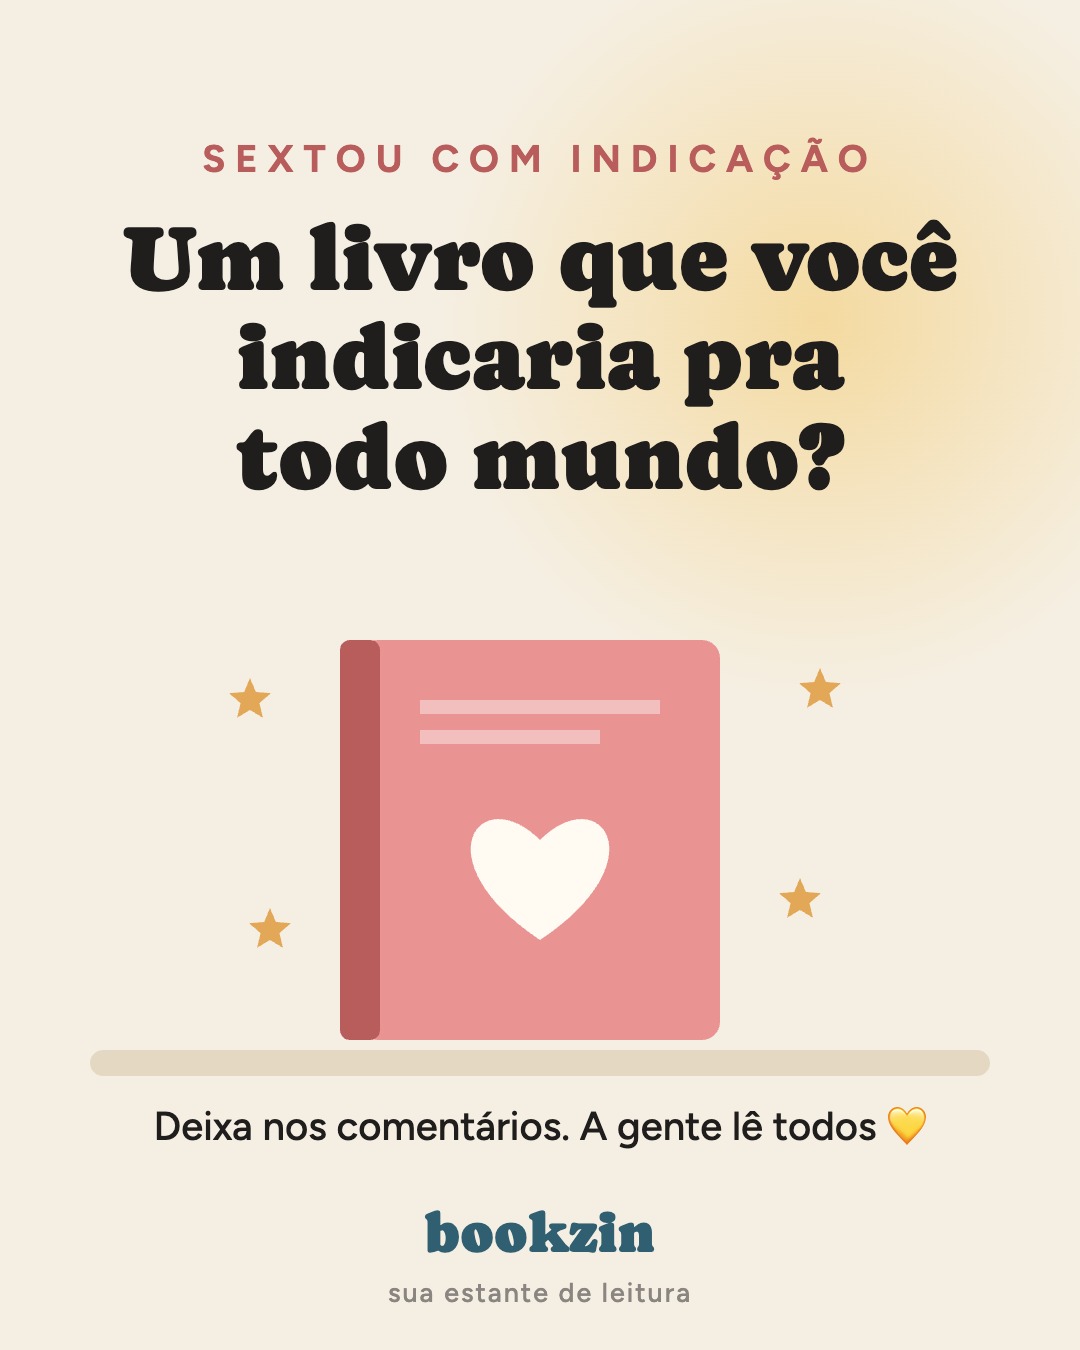 SEXTOU COM INDICAÇÃO
Um livro que você
indicaria pra
todo mundo?
Deixa nos comentários. A gente lê todos 💛
bookzin
sua estante de leitura